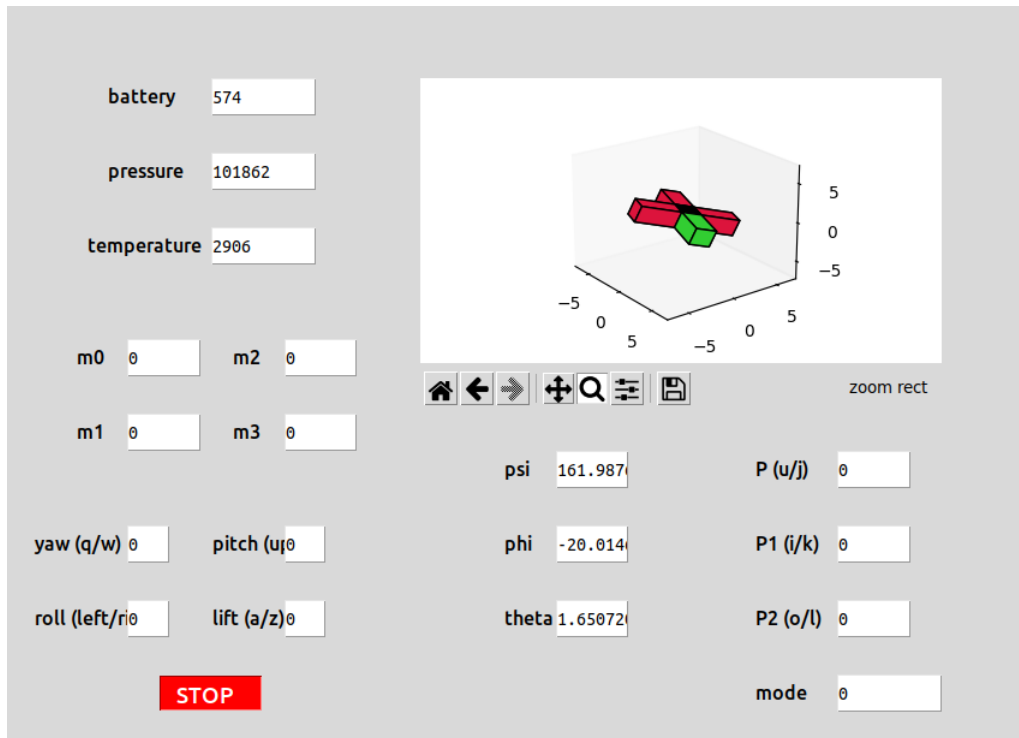 battery 574
pressure 101862
temperature 2906
5
0
−5
−5
0
5
−5
0
5
zoom rect
m0 0 m2 0
m1 0 m3 0
psi 161.987 P (u/j) 0
yaw (q/w) 0 pitch (up 0 phi -20.014 P1 (i/k) 0
roll (left/ri 0 lift (a/z) 0 theta 1.65072 P2 (o/l) 0
STOP mode 0